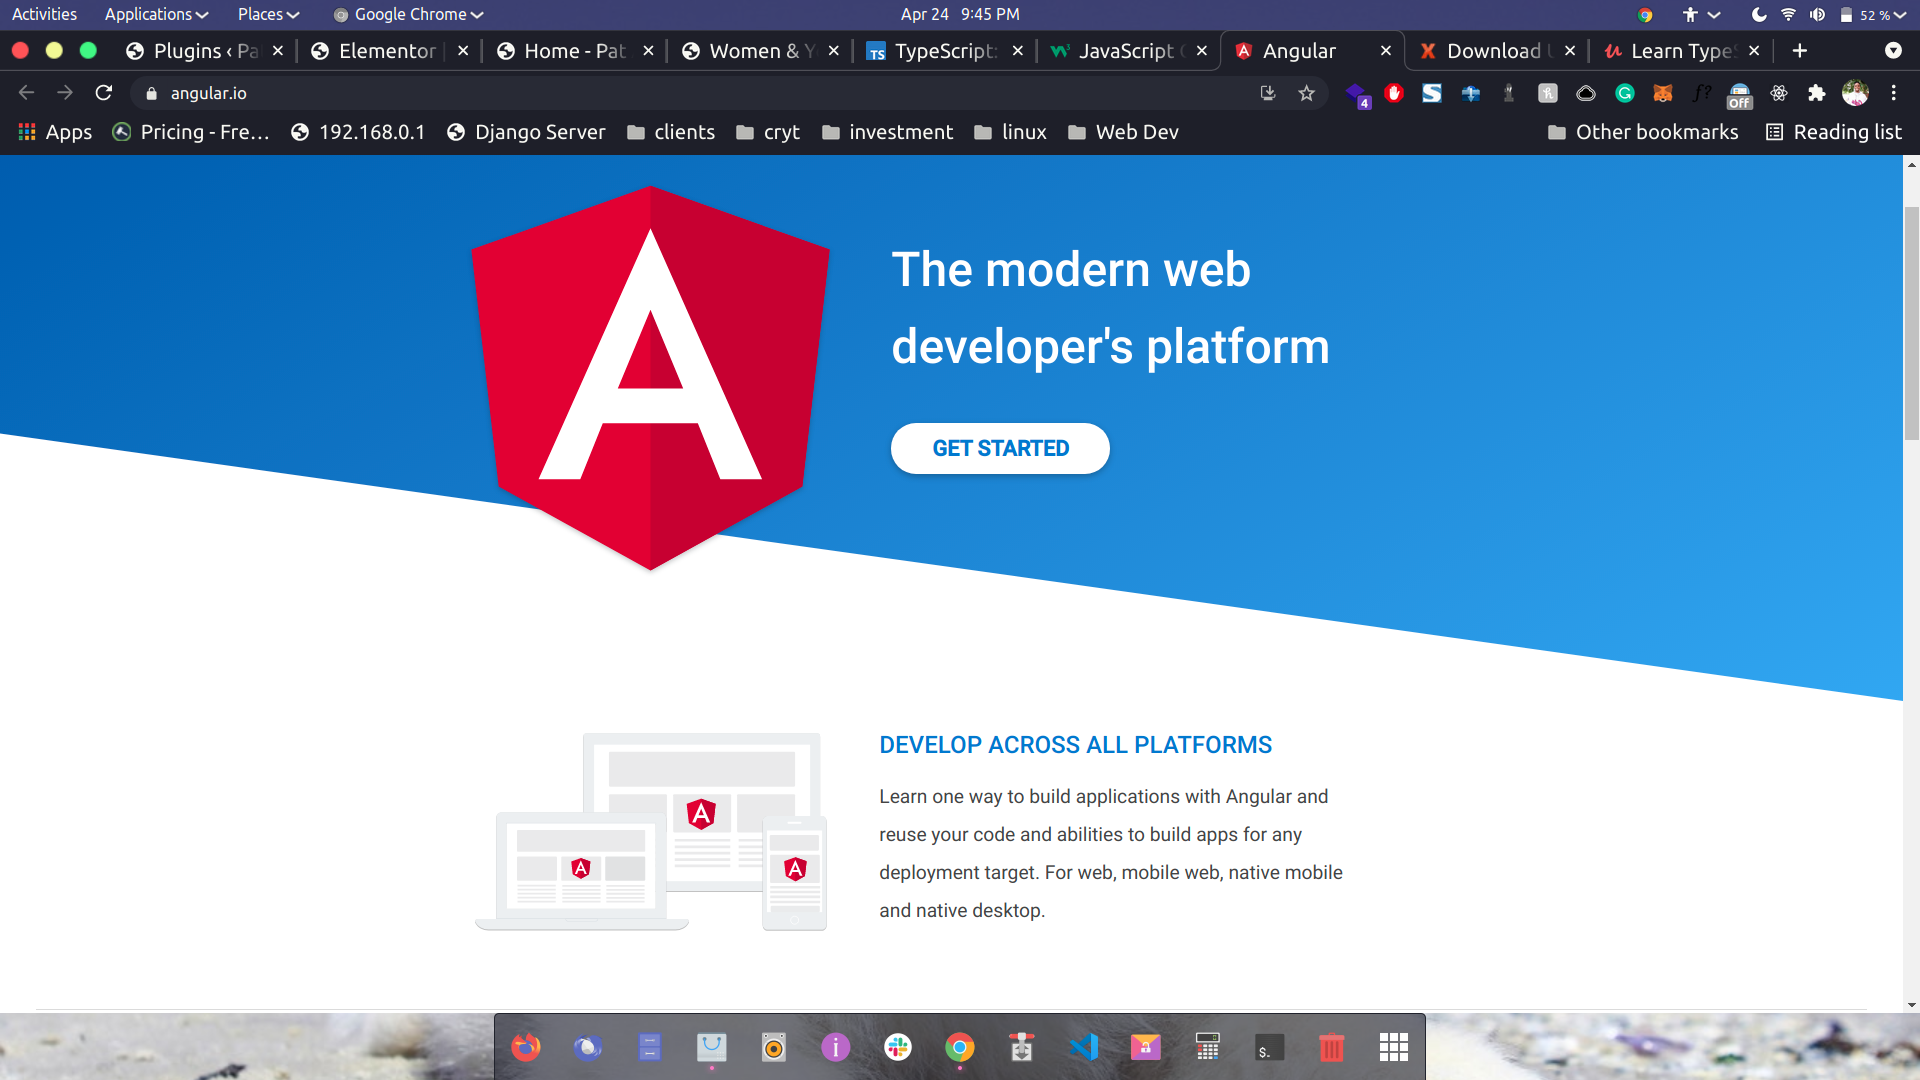 Activities Applications Places Google Chrome Apr 24 9:45 PM 52 %
Plugins ‹ Pa Elementor Home - Pat Women & Y TypeScript: JavaScript Angular Download Learn Type
angular.io 4 Off
Apps Pricing - Fre... 192.168.0.1 Django Server clients cryt investment linux Web Dev Other bookmarks Reading list
The modern web
developer's platform
GET STARTED
DEVELOP ACROSS ALL PLATFORMS
Learn one way to build applications with Angular and
reuse your code and abilities to build apps for any
deployment target. For web, mobile web, native mobile
and native desktop.